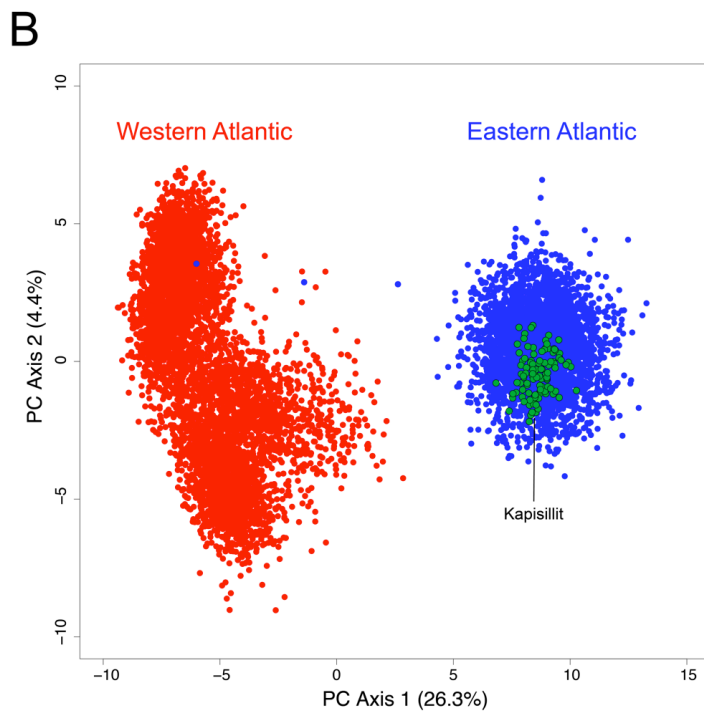 B
Western Atlantic
Eastern Atlantic
Kapisillit
PC Axis 2 (4.4%)
10
5
0
−5
−10
−10
−5
0
5
10
15
PC Axis 1 (26.3%)